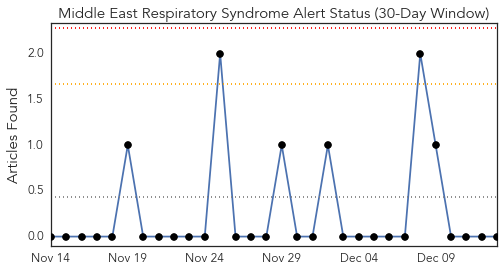 Middle East Respiratory Syndrome Alert Status (30-Day Window)
Articles Found
2.0
1.5
1.0
0.5
0.0
Nov 14 Nov 19 Nov 24 Nov 29 Dec 04 Dec 09